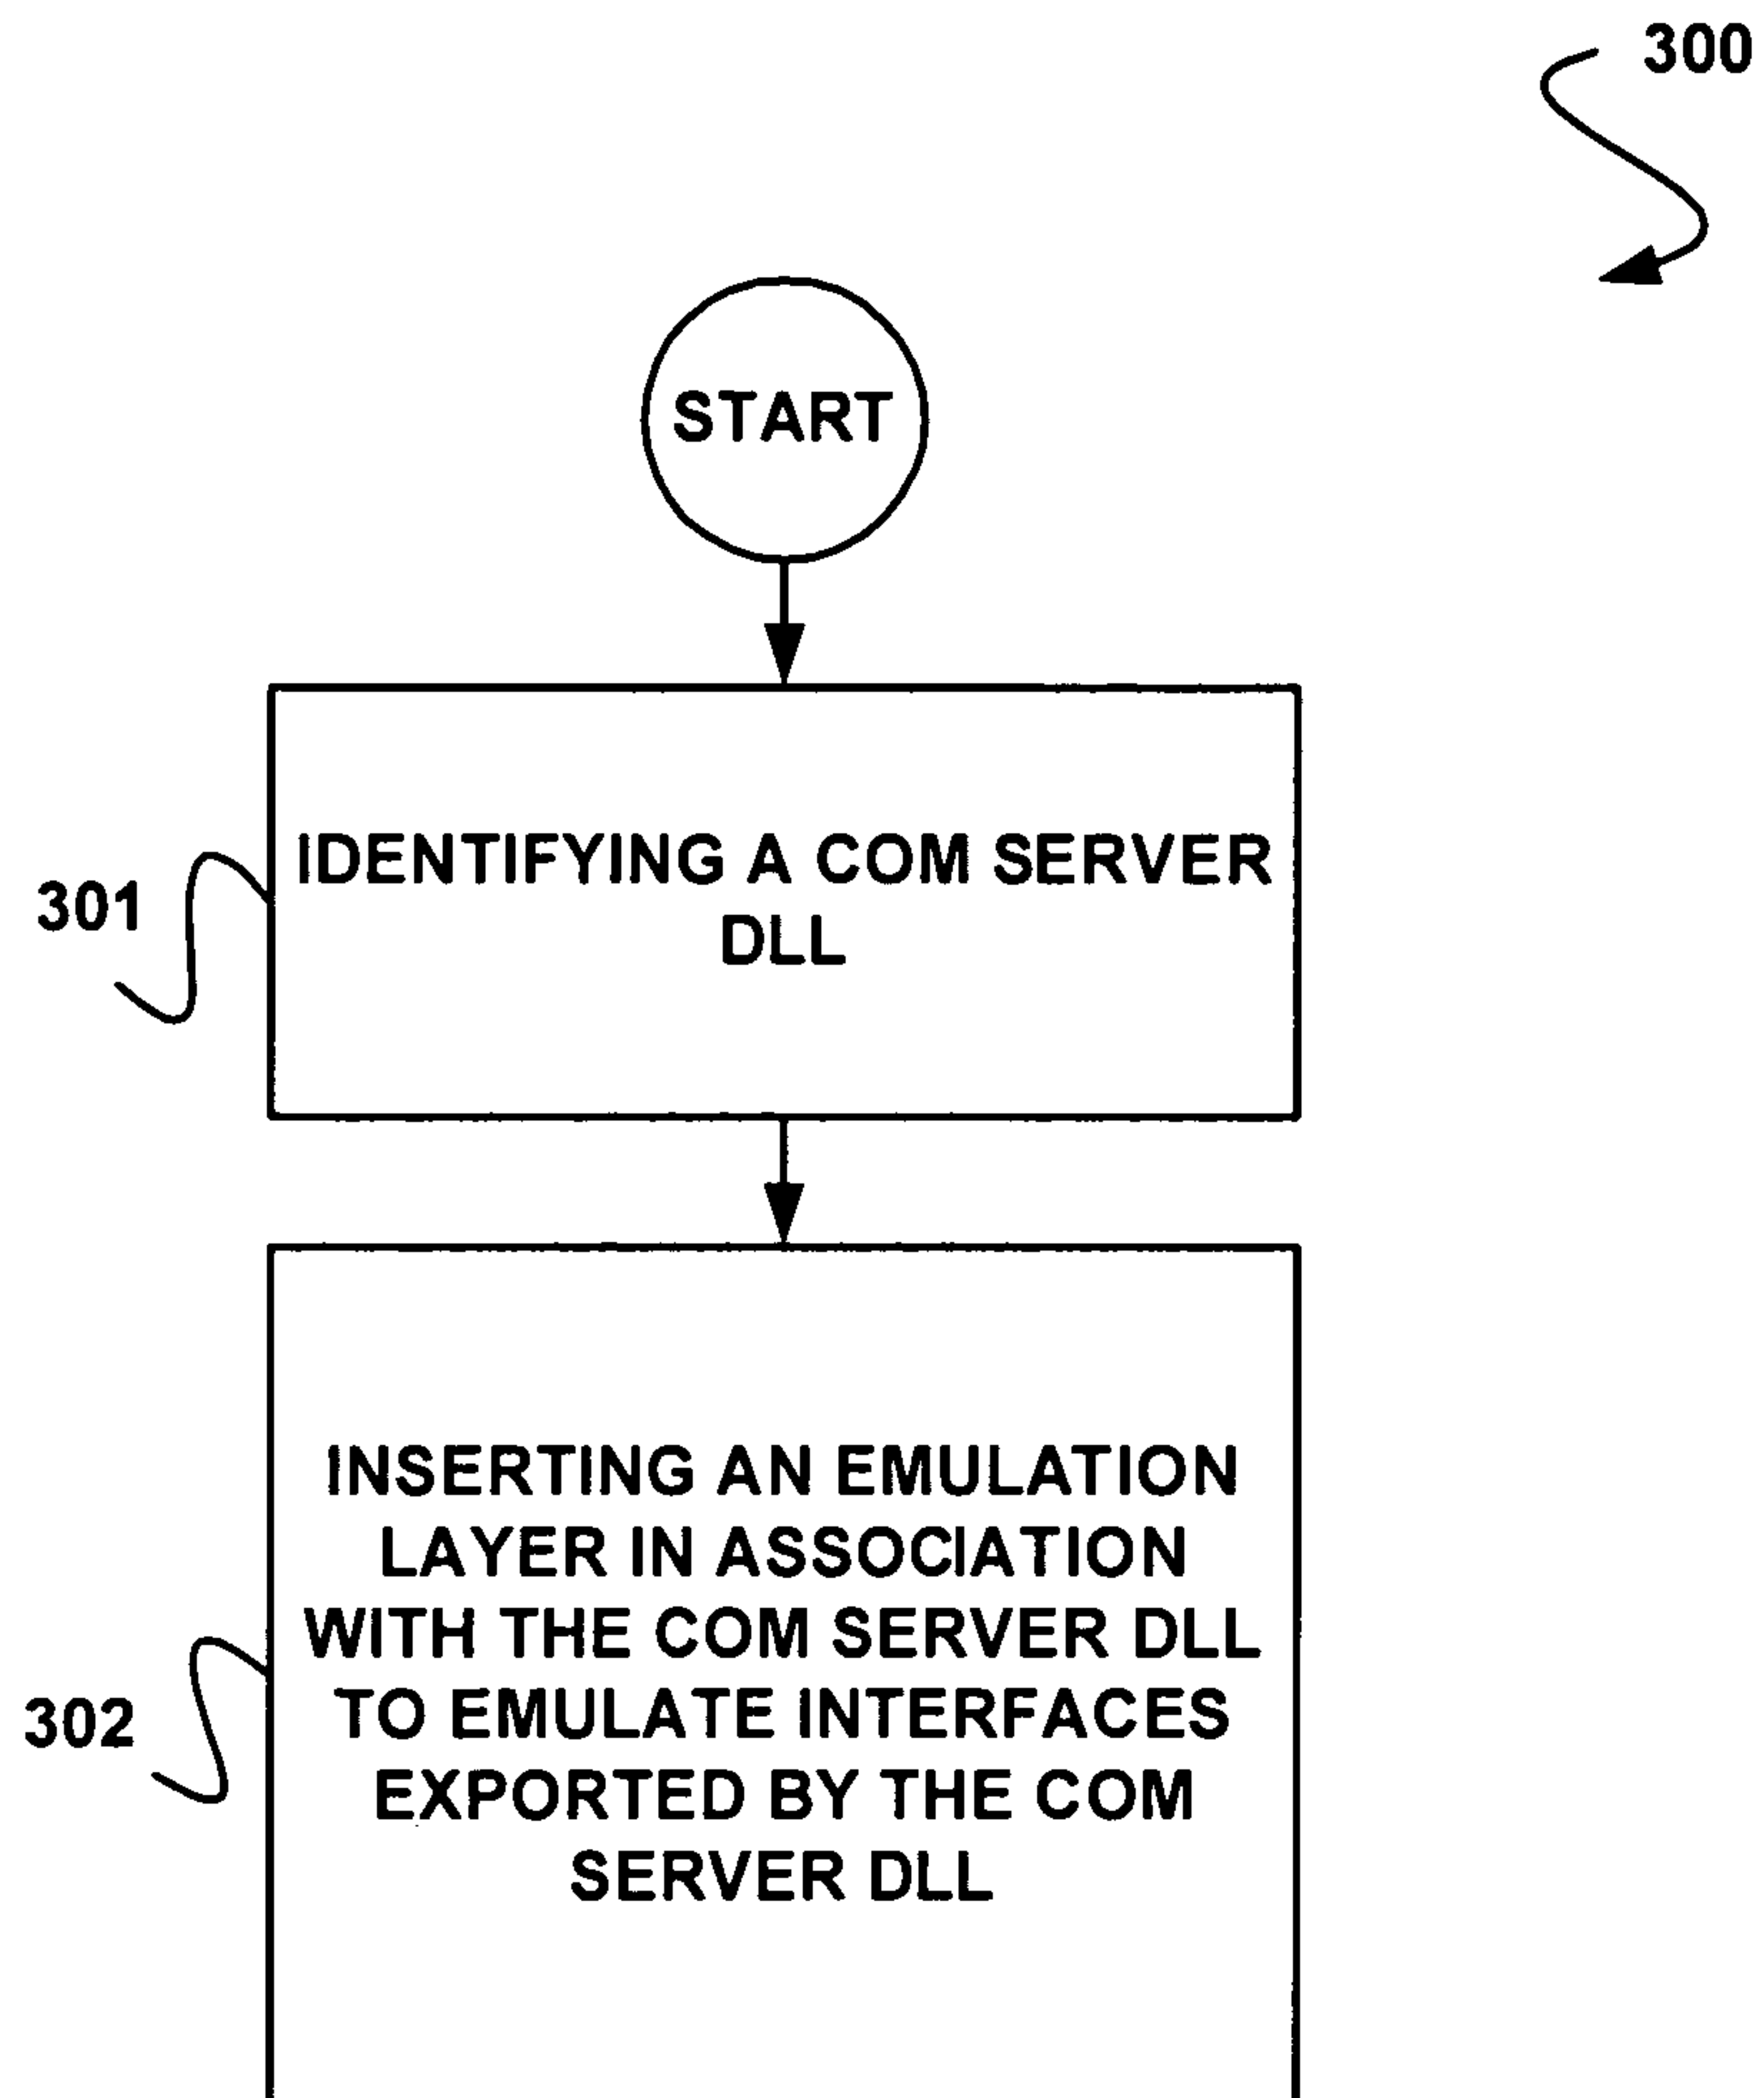 300
START
301
IDENTIFYING A COM SERVER
DLL
302
INSERTING AN EMULATION
LAYER IN ASSOCIATION
WITH THE COM SERVER DLL
TO EMULATE INTERFACES
EXPORTED BY THE COM
SERVER DLL